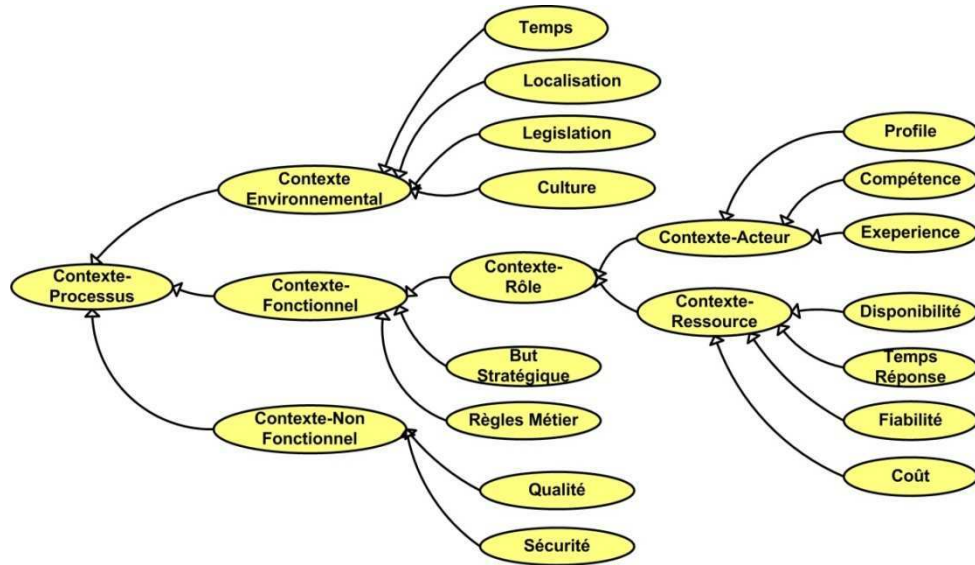 Temps
Localisation
Legislation
Culture
Contexte
Environnemental
Profile
Compétence
Exeperience
Contexte-Acteur
Contexte-
Processus
Contexte-
Fonctionnel
Contexte-
Rôle
Contexte-
Ressource
Disponibilité
Temps
Réponse
Fiabilité
Coût
But
Stratégique
Règles Métier
Contexte-Non
Fonctionnel
Qualité
Sécurité